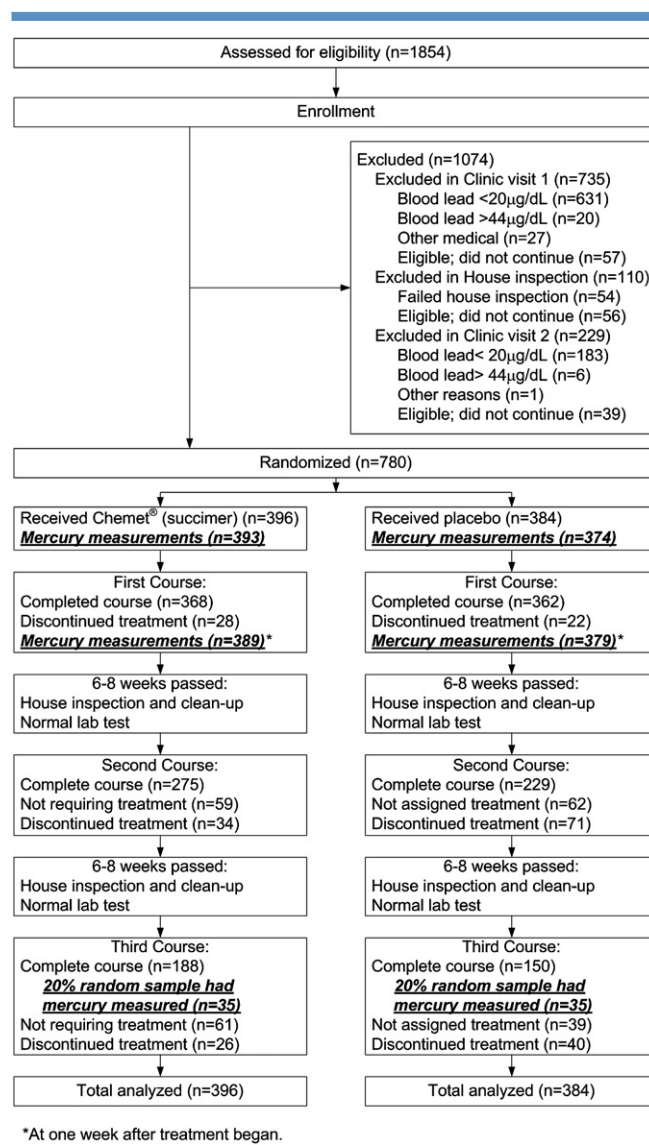 Assessed for eligibility (n=1854)
Enrollment
Excluded (n=1074)
Excluded in Clinic visit 1 (n=735)
Blood lead <20µg/dL (n=631)
Blood lead >44µg/dL (n=20)
Other medical (n=27)
Eligible; did not continue (n=57)
Excluded in House inspection (n=110)
Failed house inspection (n=54)
Eligible; did not continue (n=56)
Excluded in Clinic visit 2 (n=229)
Blood lead< 20µg/dL (n=183)
Blood lead> 44µg/dL (n=6)
Other reasons (n=1)
Eligible; did not continue (n=39)
Randomized (n=780)
Received Chemet® (succimer) (n=396)
Mercury measurements (n=393)
First Course:
Completed course (n=368)
Discontinued treatment (n=28)
Mercury measurements (n=389)*
6-8 weeks passed:
House inspection and clean-up
Normal lab test
Second Course:
Complete course (n=275)
Not requiring treatment (n=59)
Discontinued treatment (n=34)
6-8 weeks passed:
House inspection and clean-up
Normal lab test
Third Course:
Complete course (n=188)
20% random sample had
mercury measured (n=35)
Not requiring treatment (n=61)
Discontinued treatment (n=26)
Total analyzed (n=396)
Received placebo (n=384)
Mercury measurements (n=374)
First Course:
Completed course (n=362)
Discontinued treatment (n=22)
Mercury measurements (n=379)*
6-8 weeks passed:
House inspection and clean-up
Normal lab test
Second Course:
Complete course (n=229)
Not assigned treatment (n=62)
Discontinued treatment (n=71)
6-8 weeks passed:
House inspection and clean-up
Normal lab test
Third Course:
Complete course (n=150)
20% random sample had
mercury measured (n=35)
Not assigned treatment (n=39)
Discontinued treatment (n=40)
Total analyzed (n=384)
*At one week after treatment began.